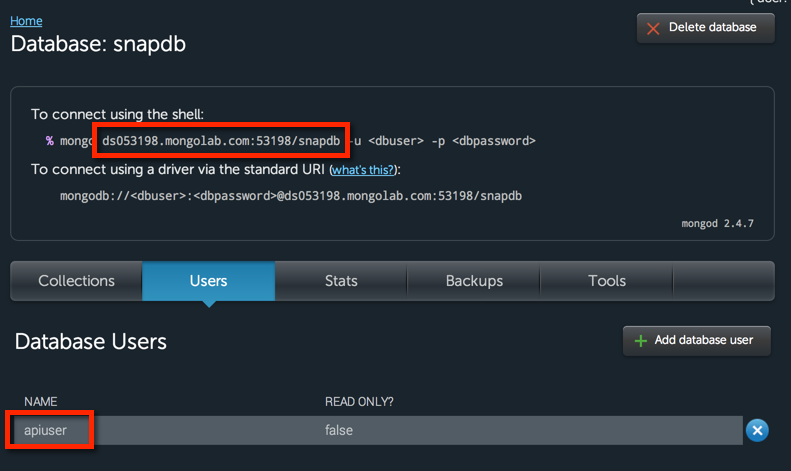 { user:
Home
Delete database
Database: snapdb
To connect using the shell:
% mongo ds053198.mongolab.com:53198/snapdb -u <dbuser> -p <dbpassword>
To connect using a driver via the standard URI (what's this?):
mongodb://<dbuser>:<dbpassword>@ds053198.mongolab.com:53198/snapdb
mongod 2.4.7
Collections Users Stats Backups Tools
Database Users
Add database user
NAME READ ONLY?
apiuser false